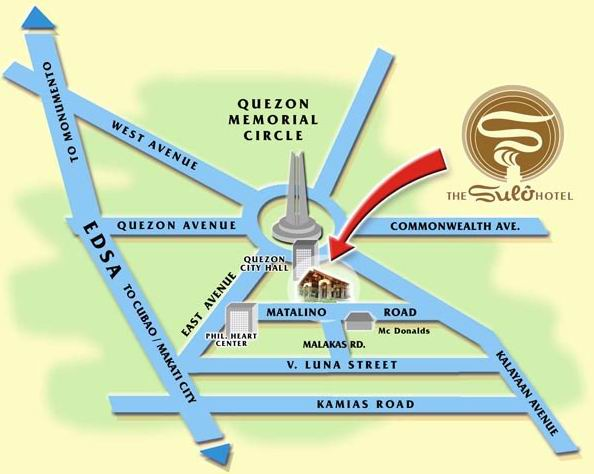 TO MONUMENTO
WEST AVENUE
QUEZON
MEMORIAL
CIRCLE
THE Sulô HOTEL
QUEZON AVENUE
COMMONWEALTH AVE.
EDSA
QUEZON
CITY HALL
EAST AVENUE
TO CUBAO / MAKATI CITY
MATALINO ROAD
PHIL. HEART
CENTER
Mc Donalds
MALAKAS RD.
V. LUNA STREET
KALAYAAN AVENUE
KAMIAS ROAD